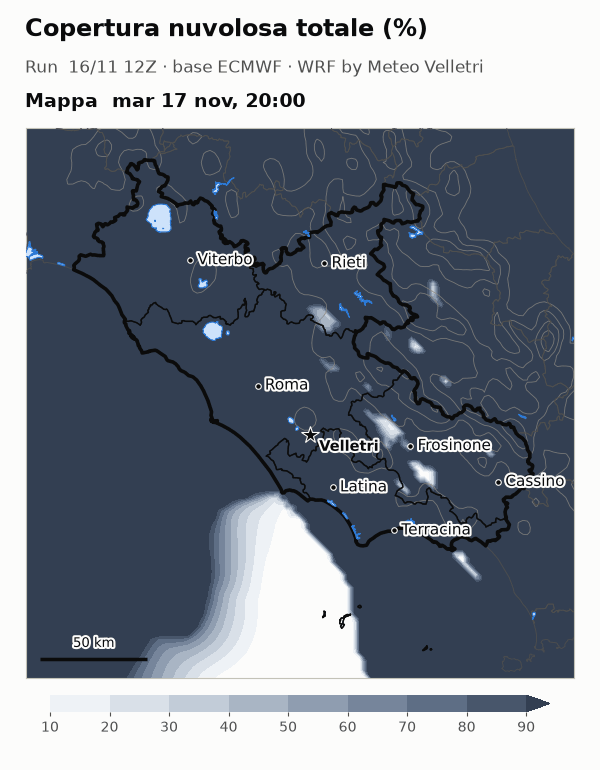 Copertura nuvolosa totale (%)
Run  16/11 12Z · base ECMWF · WRF by Meteo Velletri
Mappa  mar 17 nov, 20:00
Viterbo
Rieti
Roma
Velletri
Frosinone
Cassino
Latina
Terracina
50 km
10 20 30 40 50 60 70 80 90